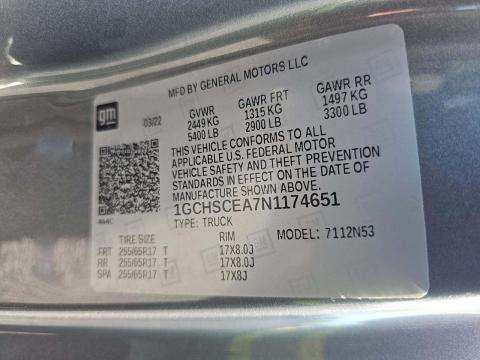 MFD BY GENERAL MOTORS LLC
gm
03/22
GVWR GAWR FRT GAWR RR
2449 KG 1315 KG 1497 KG
5400 LB 2900 LB 3300 LB
THIS VEHICLE CONFORMS TO ALL
APPLICABLE U.S. FEDERAL MOTOR
VEHICLE SAFETY AND THEFT PREVENTION
STANDARDS IN EFFECT ON THE DATE OF
MANUFACTURE SHOWN ABOVE.
1GCHSCEA7N1174651
TYPE: TRUCK
MODEL: 7112N53
TIRE SIZE RIM
FRT 255/65R17 T 17X8.0J
RR 255/65R17 T 17X8.0J
SPA 255/65R17 T 17X8J